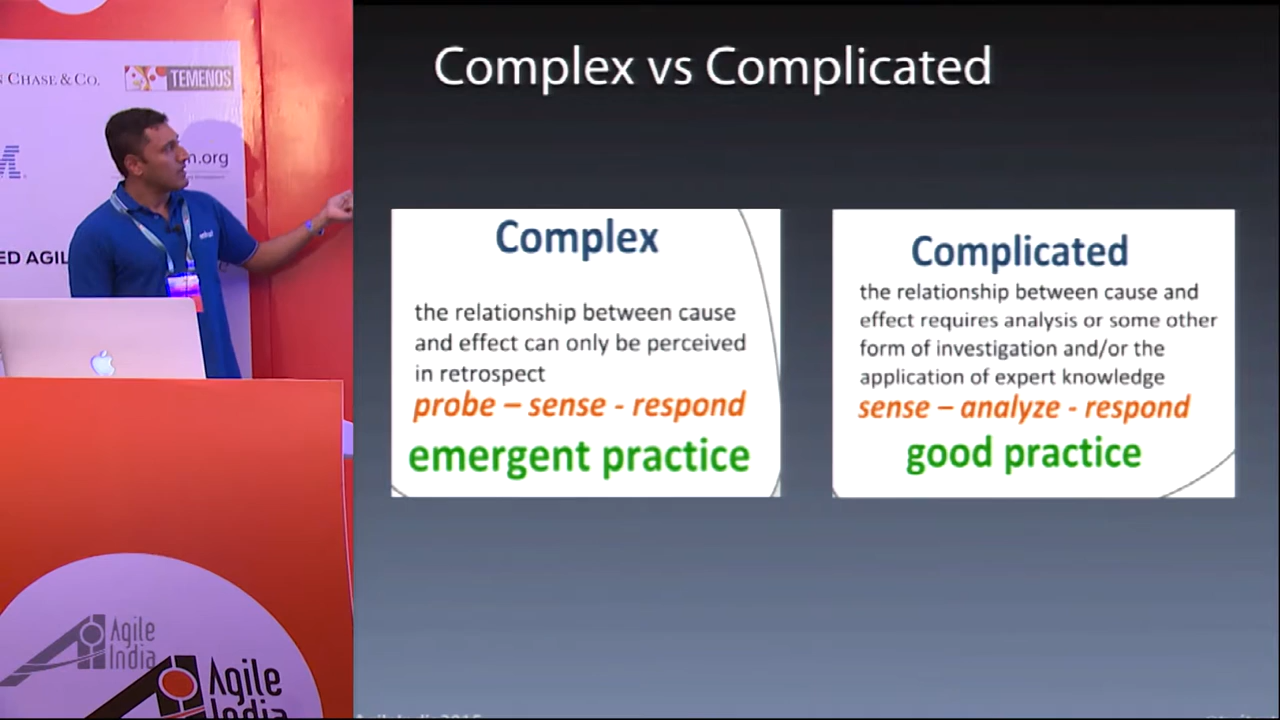 Complex vs Complicated
CHASE & CO.
TEMENOS
.org
ED AGIL
Complex
the relationship between cause
and effect can only be perceived
in retrospect
probe – sense - respond
emergent practice
Complicated
the relationship between cause and
effect requires analysis or some other
form of investigation and/or the
application of expert knowledge
sense – analyze - respond
good practice
Agile
India
Agile
India